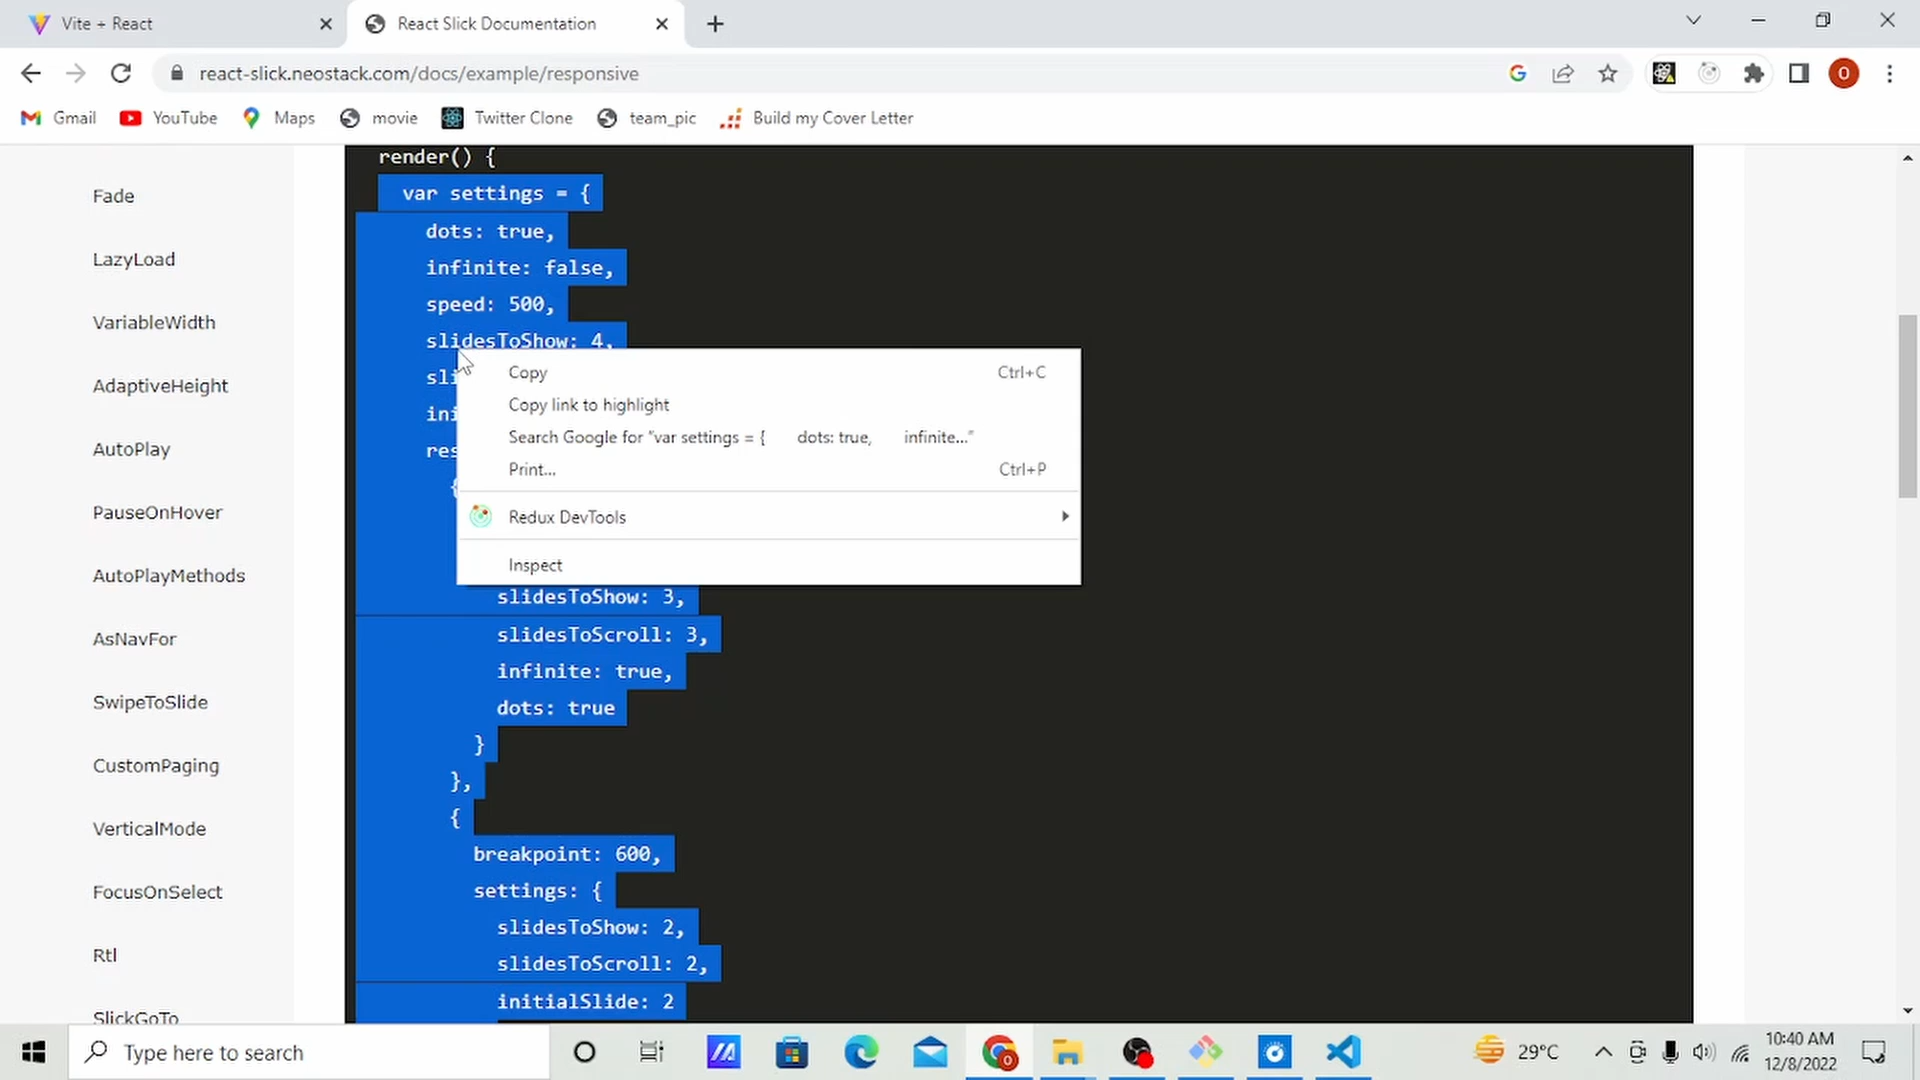 Vite + React
React Slick Documentation
react-slick.neostack.com/docs/example/responsive
O
Gmail
YouTube
Maps
movie
Twitter Clone
team_pic
Build my Cover Letter
Fade
LazyLoad
VariableWidth
AdaptiveHeight
AutoPlay
PauseOnHover
AutoPlayMethods
AsNavFor
SwipeToSlide
CustomPaging
VerticalMode
FocusOnSelect
Rtl
SlickGoTo
render() {
var settings = {
dots: true,
infinite: false,
speed: 500,
slidesToShow: 4,
sli
ini
res
{
Copy Ctrl+C
Copy link to highlight
Search Google for “var settings = { dots: true, infinite...”
Print... Ctrl+P
Redux DevTools
Inspect
slidesToShow: 3,
slidesToScroll: 3,
infinite: true,
dots: true
}
},
{
breakpoint: 600,
settings: {
slidesToShow: 2,
slidesToScroll: 2,
initialSlide: 2
Type here to search
29°C
10:40 AM
12/8/2022